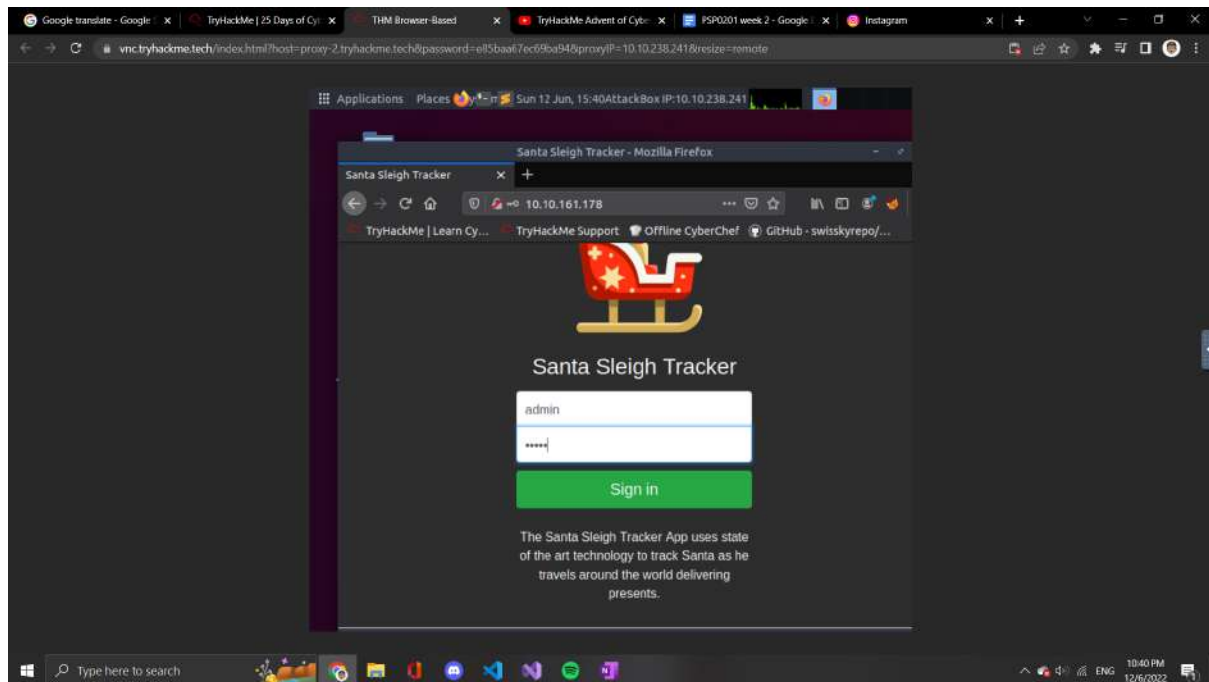 Google translate - Google
TryHackMe | 25 Days of Cy
THM Browser-Based
TryHackMe Advent of Cybe
PSP0201 week 2 - Google
Instagram
vnc.tryhackme.tech/index.html?host=proxy-2.tryhackme.tech&password=ell5baa67ec69ba94&proxyIP=10.10.238.241&resize=remote
Applications Places Sun 12 Jun, 15:40 AttackBox IP:10.10.238.241
Santa Sleigh Tracker - Mozilla Firefox
Santa Sleigh Tracker
10.10.161.178
TryHackMe | Learn Cy... TryHackMe Support Offline CyberChef GitHub - swisskyrepo/...
Santa Sleigh Tracker
admin
•••••
Sign in
The Santa Sleigh Tracker App uses state
of the art technology to track Santa as he
travels around the world delivering
presents.
Type here to search
ENG
10:40 PM
12/6/2022